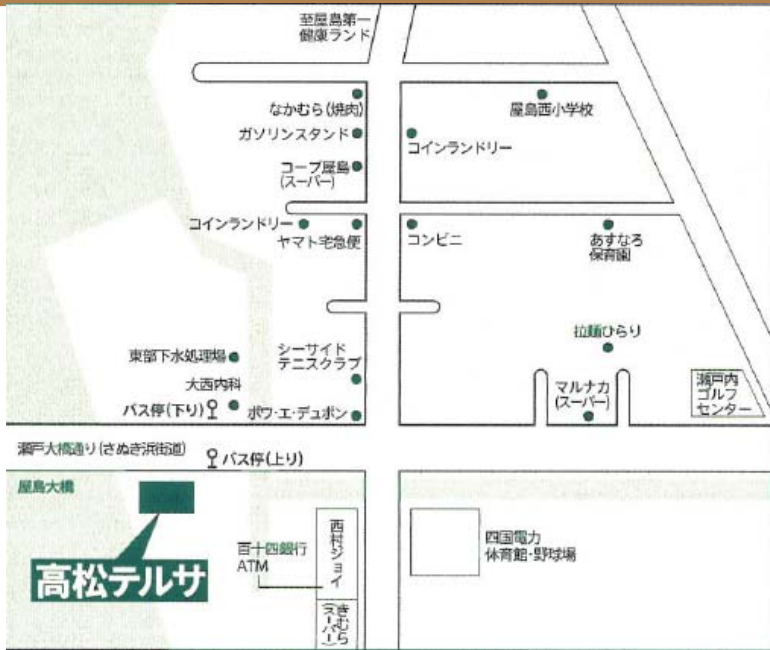 至屋島第一
健康ランド
なかむら(焼肉)
屋島西小学校
ガソリンスタンド
コインランドリー
コープ屋島
(スーパー)
コインランドリー
ヤマト宅急便
コンビニ
あすなろ
保育園
拉麺ひらり
シーサイド
テニスクラブ
東部下水処理場
大西内科
マルナカ
(スーパー)
瀬戸内
ゴルフ
センター
バス停(下り)
ポウ・エ・デュボン
瀬戸大橋通り(さぬき浜街道)
バス停(上り)
屋島大橋
高松テルサ
百十四銀行
ATM
西村ジョイ
きむら
(スーパー)
四国電力
体育館・野球場